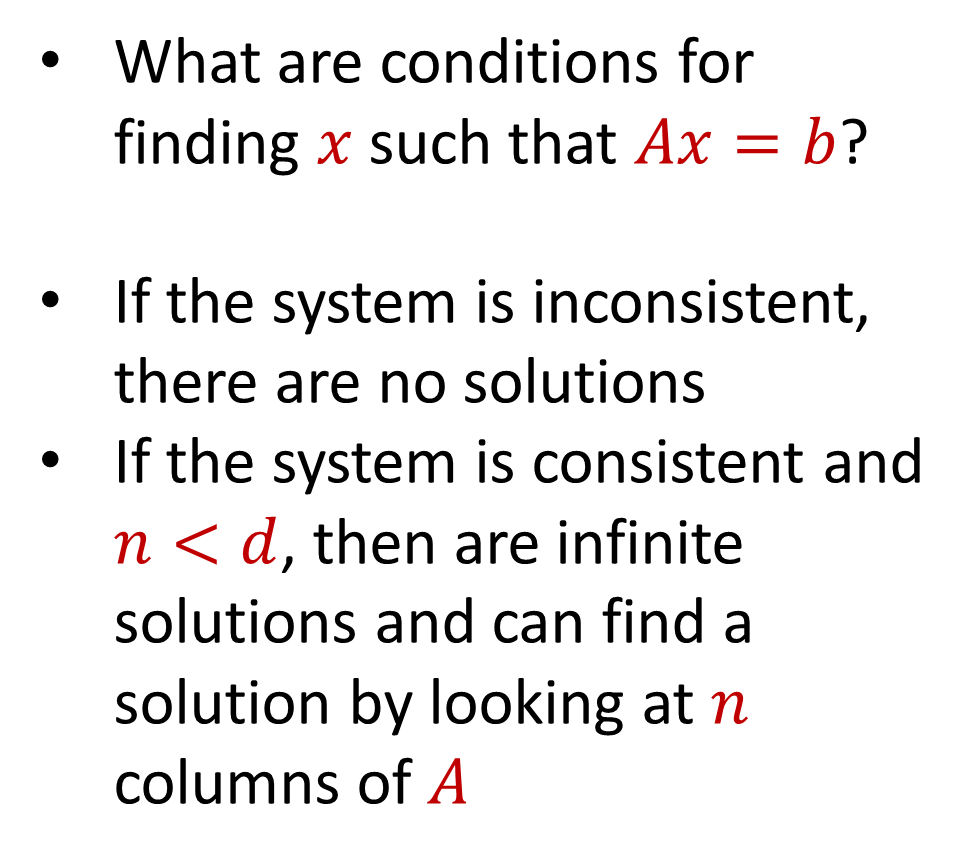 • What are conditions for
finding x such that Ax = b?
• If the system is inconsistent,
there are no solutions
• If the system is consistent and
n < d, then are infinite
solutions and can find a
solution by looking at n
columns of A